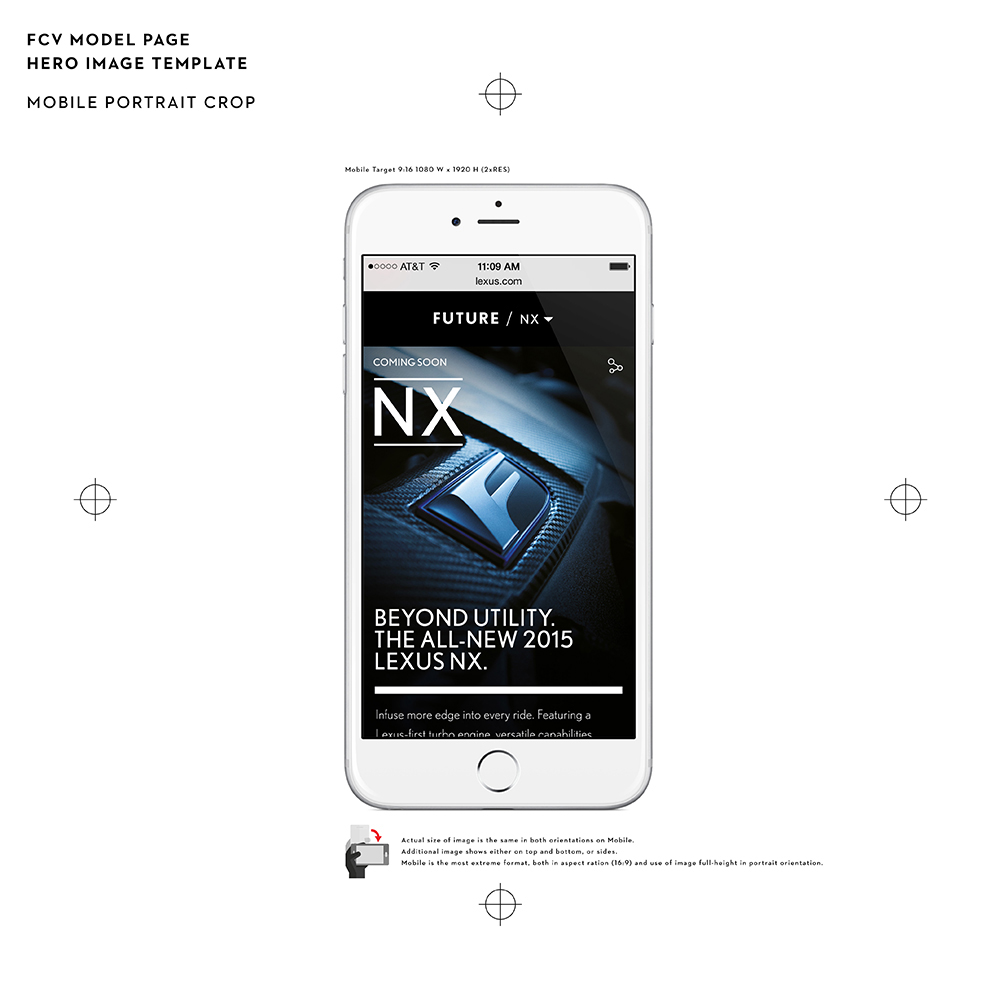 FCV MODEL PAGE
HERO IMAGE TEMPLATE
MOBILE PORTRAIT CROP
Mobile Target 9:16 1080 W x 1920 H (2xRES)
AT&T 11:09 AM
lexus.com
FUTURE / NX
COMING SOON
NX
BEYOND UTILITY.
THE ALL-NEW 2015
LEXUS NX.
Infuse more edge into every ride. Featuring a
Lexus-first turbo engine, versatile capabilities
Actual size of image is the same in both orientations on Mobile.
Additional image shows either on top and bottom, or sides.
Mobile is the most extreme format, both in aspect ration (16:9) and use of image full-height in portrait orientation.